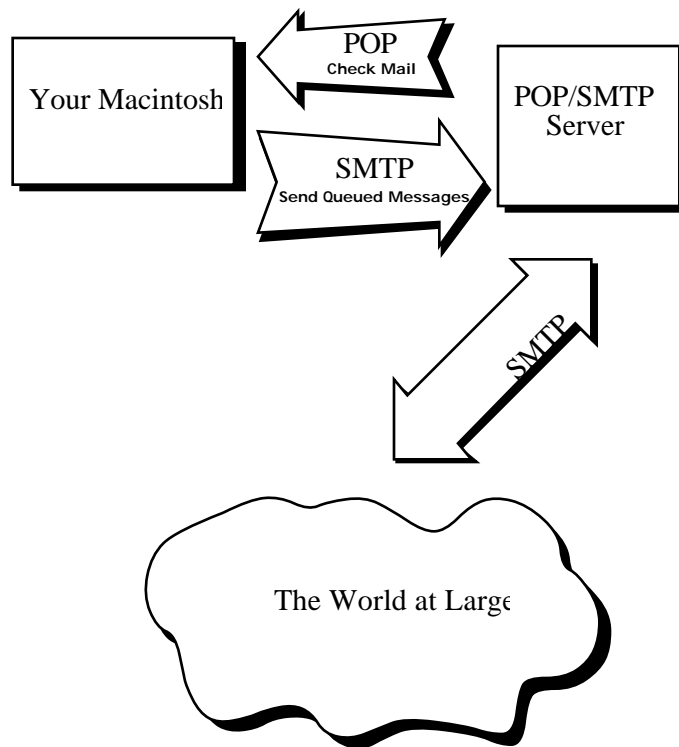 POP
Check Mail
Your Macintosh
POP/SMTP
Server
SMTP
Send Queued Messages
SMTP
The World at Large